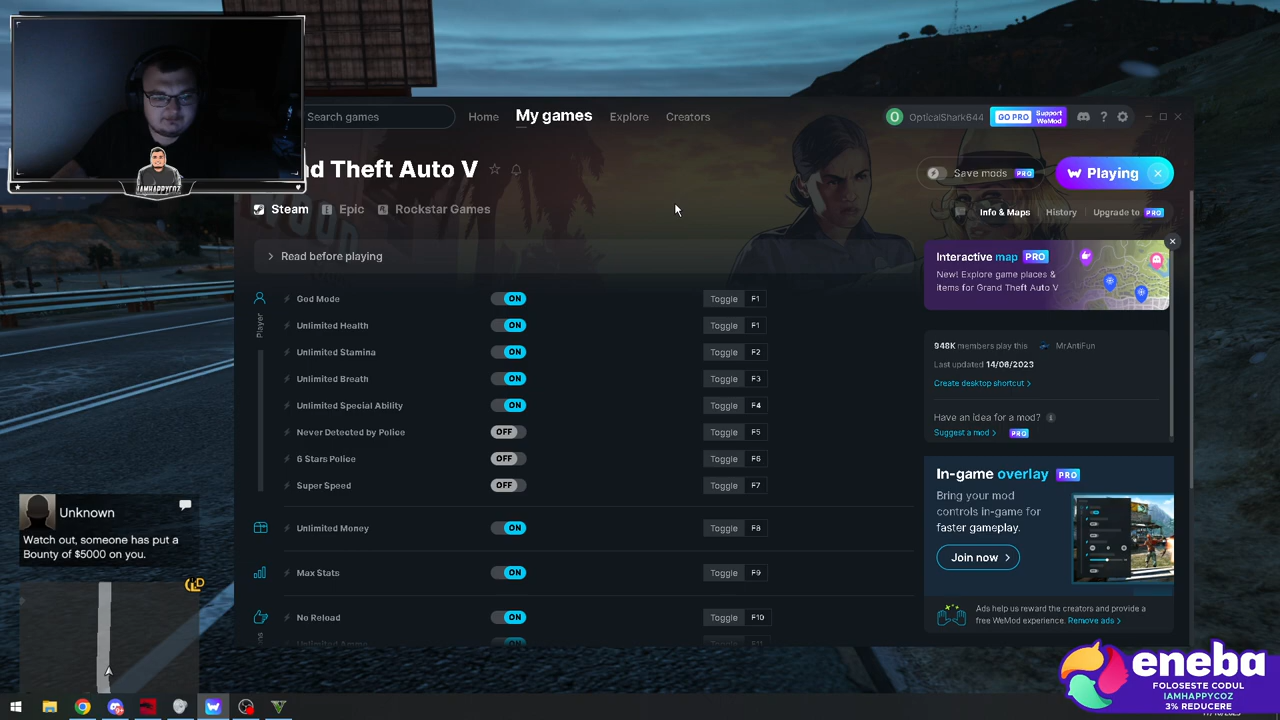 Search games
Home
My games
Explore
Creators
OpticalShark644
GO PRO
Support WeMod
nd Theft Auto V
Save mods PRO
Playing
Steam
Epic
Rockstar Games
Info & Maps
History
Upgrade to PRO
Read before playing
Player
God Mode ON Toggle F1
Unlimited Health ON Toggle F1
Unlimited Stamina ON Toggle F2
Unlimited Breath ON Toggle F3
Unlimited Special Ability ON Toggle F4
Never Detected by Police OFF Toggle F5
6 Stars Police OFF Toggle F6
Super Speed OFF Toggle F7
Unlimited Money ON Toggle F8
Max Stats ON Toggle F9
No Reload ON Toggle F10
Unlimited Ammo ON Toggle F11
Interactive map PRO
New! Explore game places &
items for Grand Theft Auto V
948K members play this
MrAntiFun
Last updated 14/08/2023
Create desktop shortcut >
Have an idea for a mod?
Suggest a mod > PRO
In-game overlay PRO
Bring your mod
controls in-game for
faster gameplay.
Join now >
Ads help us reward the creators and provide a
free WeMod experience. Remove ads >
IAMHAPPYCOZ
Unknown
Watch out, someone has put a
Bounty of $5000 on you.
eneba
FOLOSESTE CODUL
IAMHAPPYCOZ
3% REDUCERE